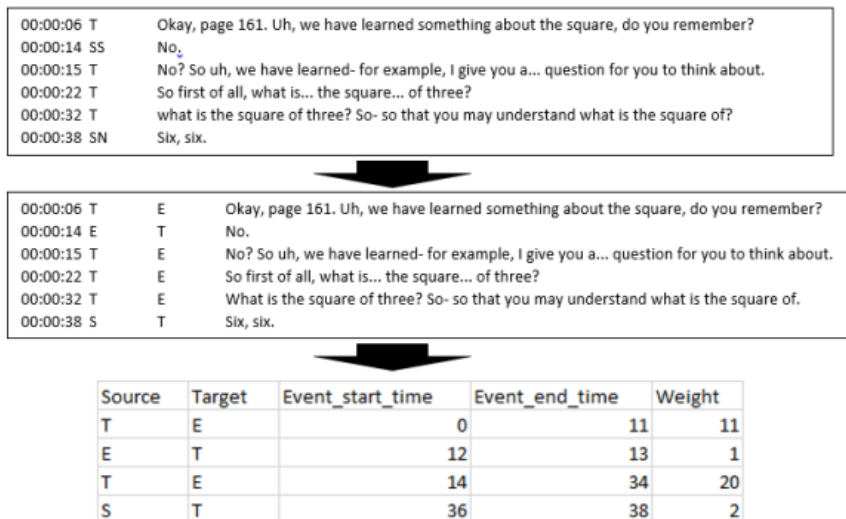 00:00:06 T Okay, page 161. Uh, we have learned something about the square, do you remember?
00:00:14 SS No.
00:00:15 T No? So uh, we have learned- for example, I give you a... question for you to think about.
00:00:22 T So first of all, what is... the square... of three?
00:00:32 T what is the square of three? So- so that you may understand what is the square of?
00:00:38 SN Six, six.
00:00:06 T E Okay, page 161. Uh, we have learned something about the square, do you remember?
00:00:14 E T No.
00:00:15 T E No? So uh, we have learned- for example, I give you a... question for you to think about.
00:00:22 T E So first of all, what is... the square... of three?
00:00:32 T E What is the square of three? So- so that you may understand what is the square of.
00:00:38 S T Six, six.
Source Target Event_start_time Event_end_time Weight
T E 0 11 11
E T 12 13 1
T E 14 34 20
S T 36 38 2